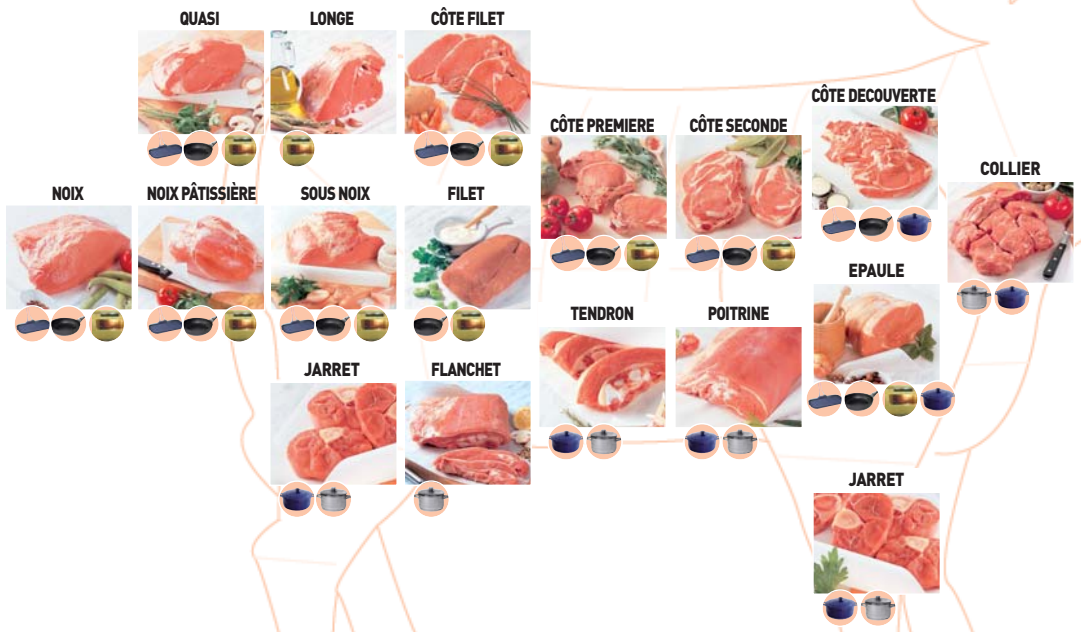 QUASI
LONGE
CÔTE FILET
CÔTE DECOUVERTE
CÔTE PREMIERE
CÔTE SECONDE
COLLIER
NOIX
NOIX PÂTISSIÈRE
SOUS NOIX
FILET
EPAULE
TENDRON
POITRINE
JARRET
FLANCHET
JARRET